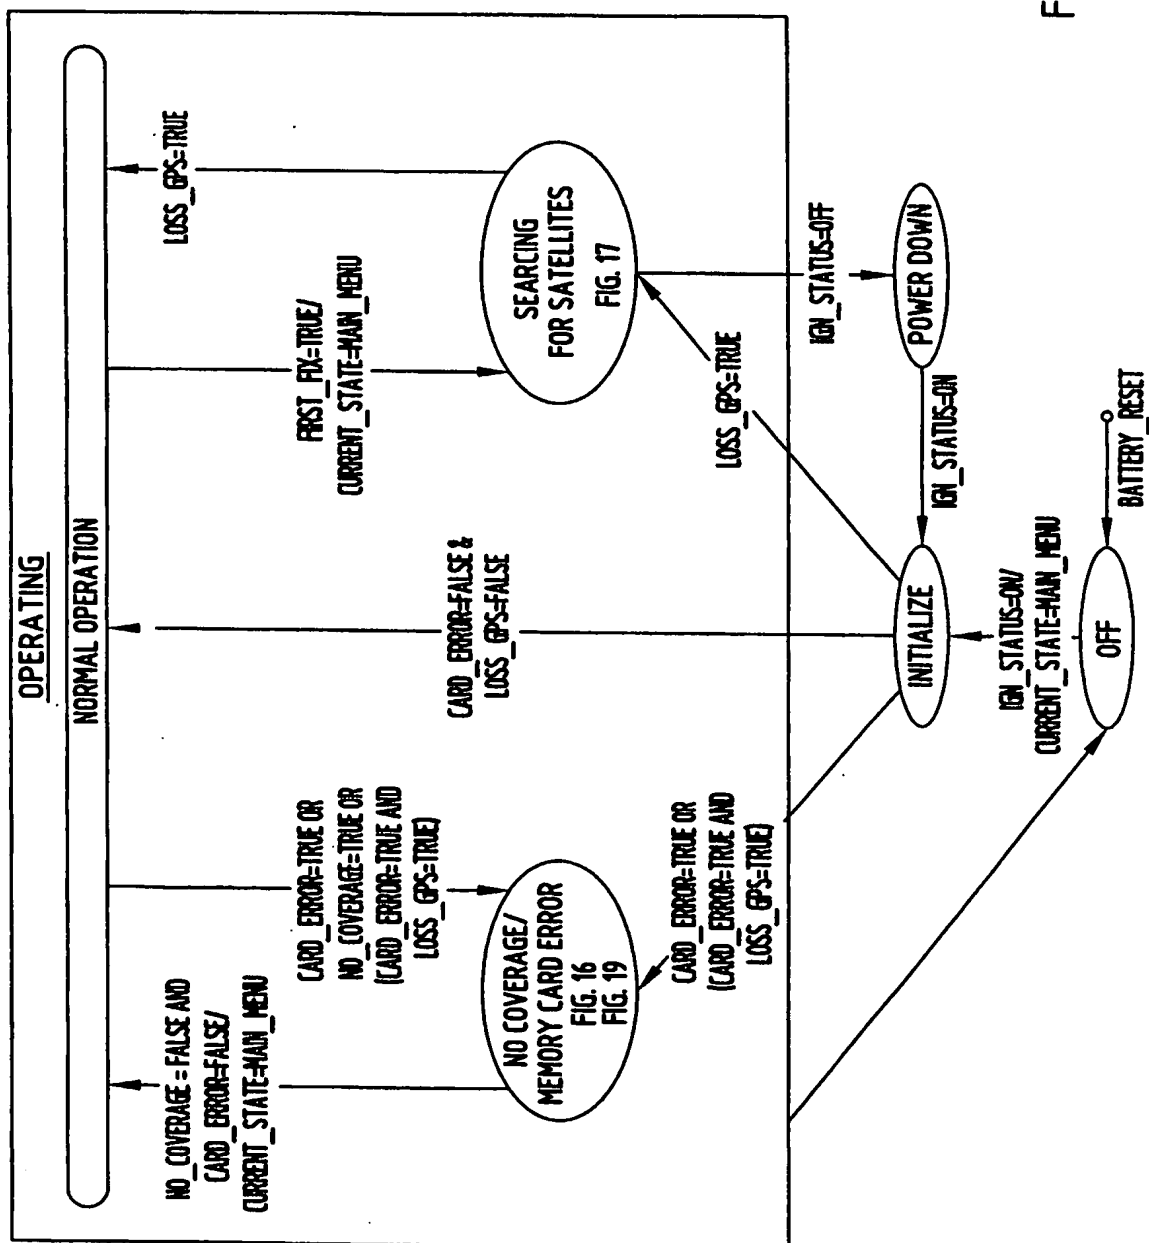 OPERATING
NORMAL OPERATION
NO_COVERAGE = FALSE AND
CARD_ERROR=FALSE/
CURRENT_STATE=MAIN_MENU
CARD_ERROR=TRUE OR
NO_COVERAGE=TRUE OR
(CARD_ERROR=TRUE AND
LOSS_GPS=TRUE)
CARD_ERROR=FALSE &
LOSS_GPS=FALSE
FIRST_FIX=TRUE/
CURRENT_STATE=MAIN_MENU
LOSS_GPS=TRUE
NO COVERAGE/
MEMORY CARD ERROR
FIG. 16
FIG. 19
SEARCING
FOR SATELLITES
FIG. 17
CARD_ERROR=TRUE OR
(CARD_ERROR=TRUE AND
LOSS_GPS=TRUE)
LOSS_GPS=TRUE
IGN_STATUS=OFF
INITIALIZE
IGN_STATUS=ON
POWER DOWN
IGN_STATUS=ON/
CURRENT_STATE=MAIN_MENU
OFF
BATTERY_RESET
F